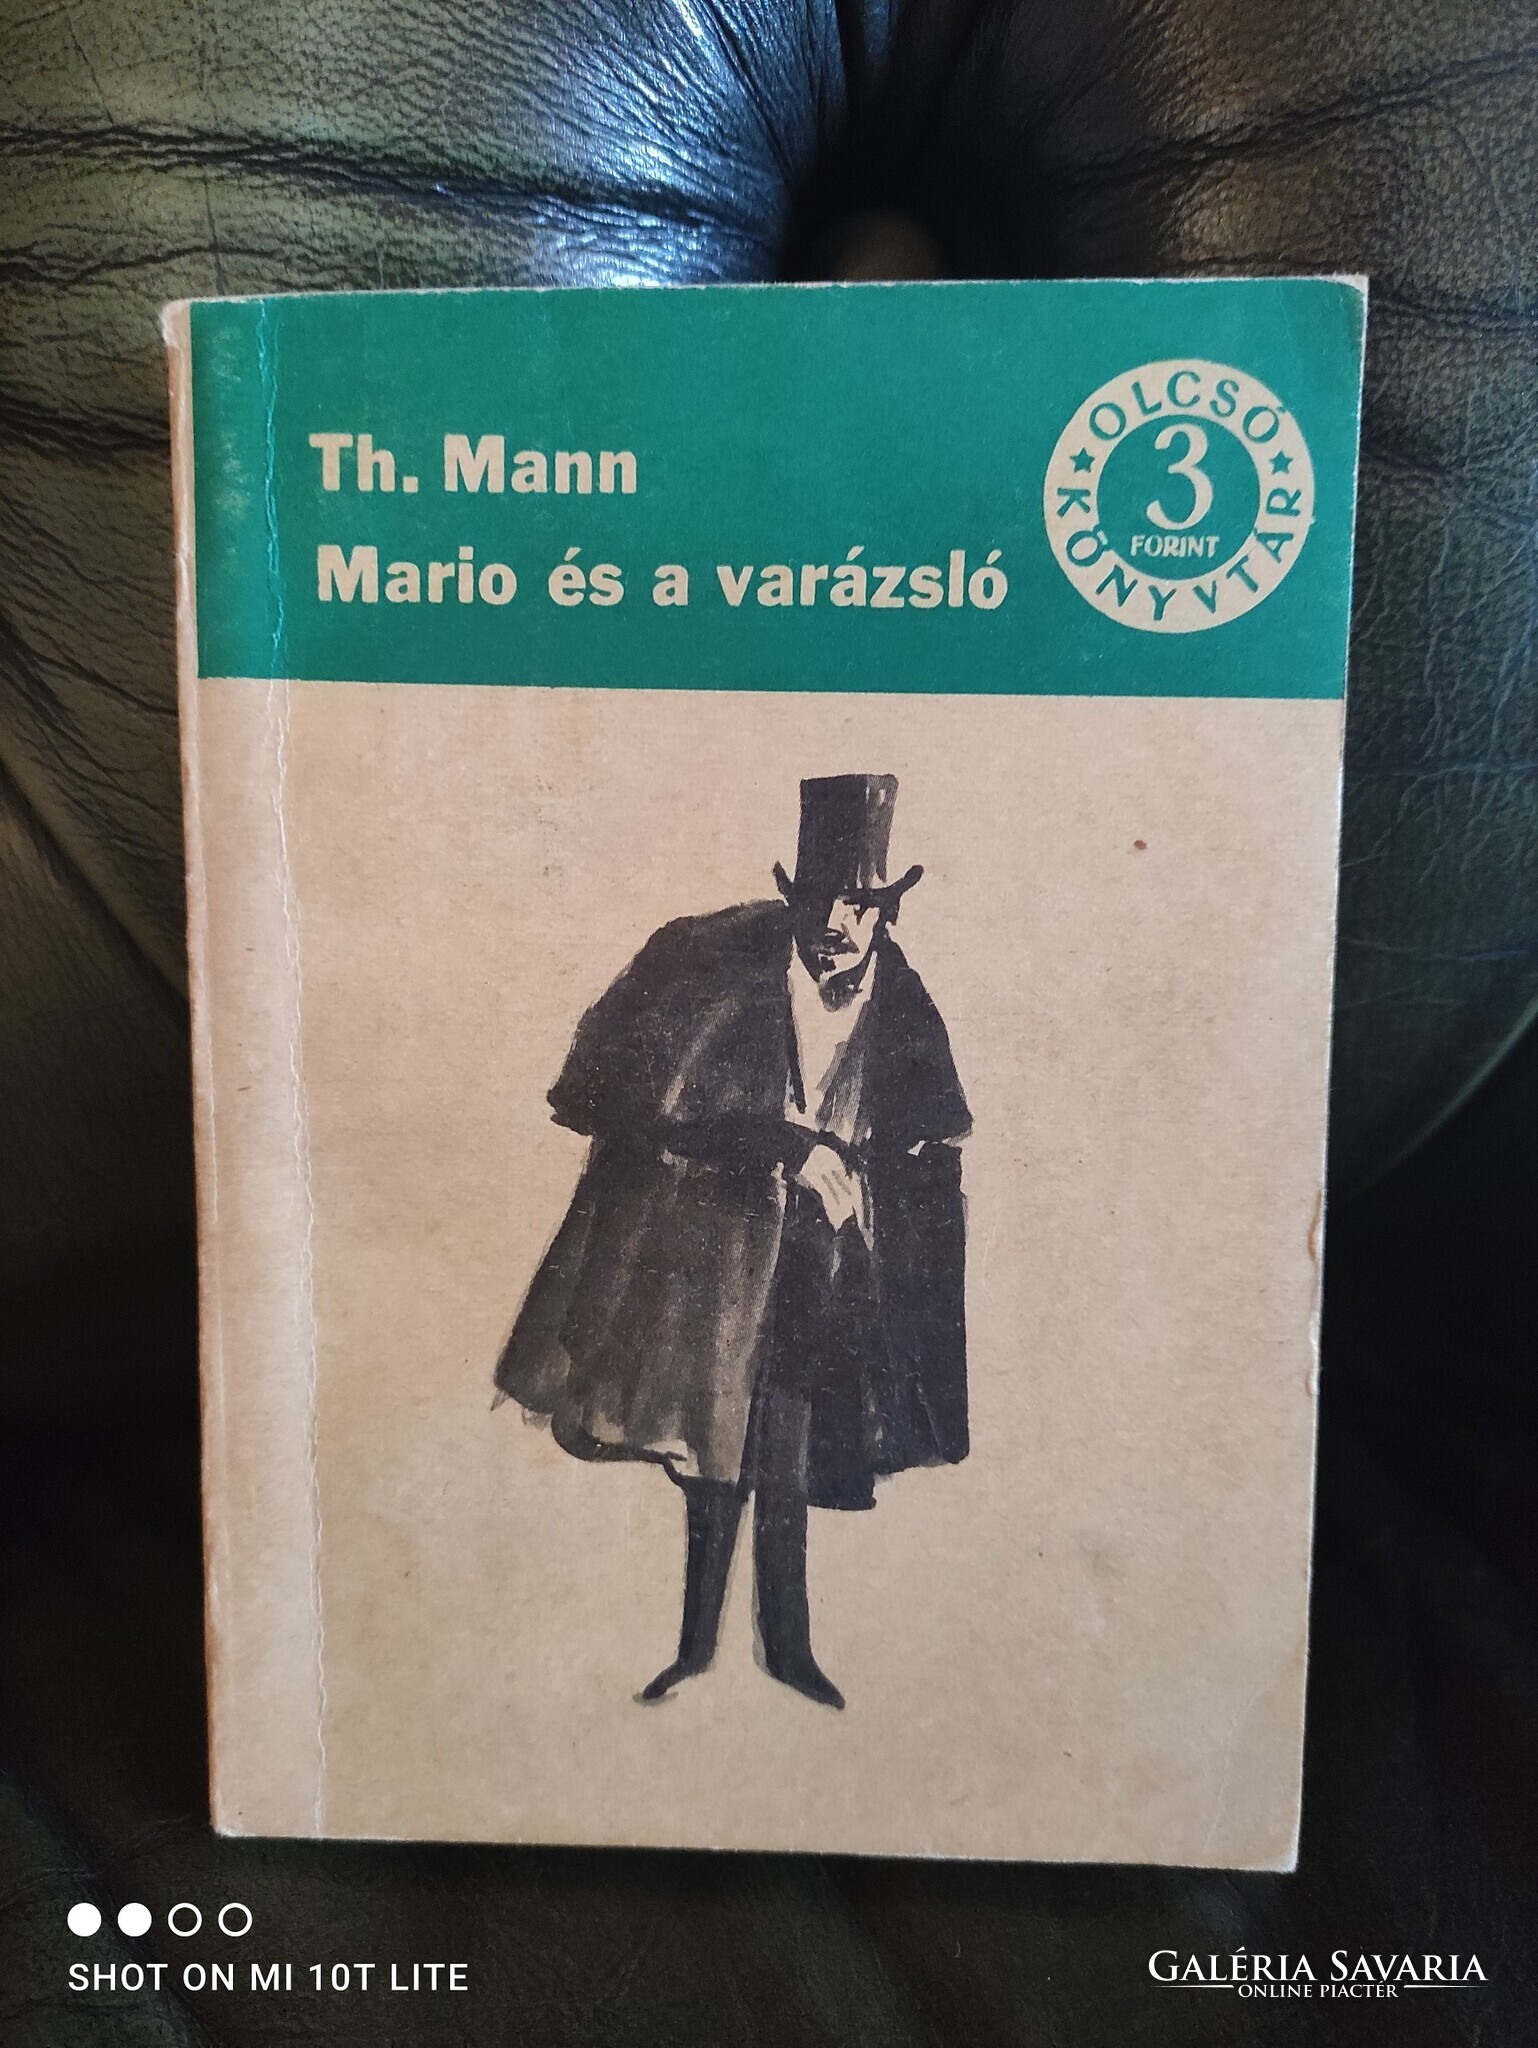 Th. Mann
Mario és a varázsló
OLCSÓ
3
FORINT
KÖNYVTÁR
SHOT ON MI 10T LITE
GALÉRIA SAVARIA
ONLINE PIACTÉR